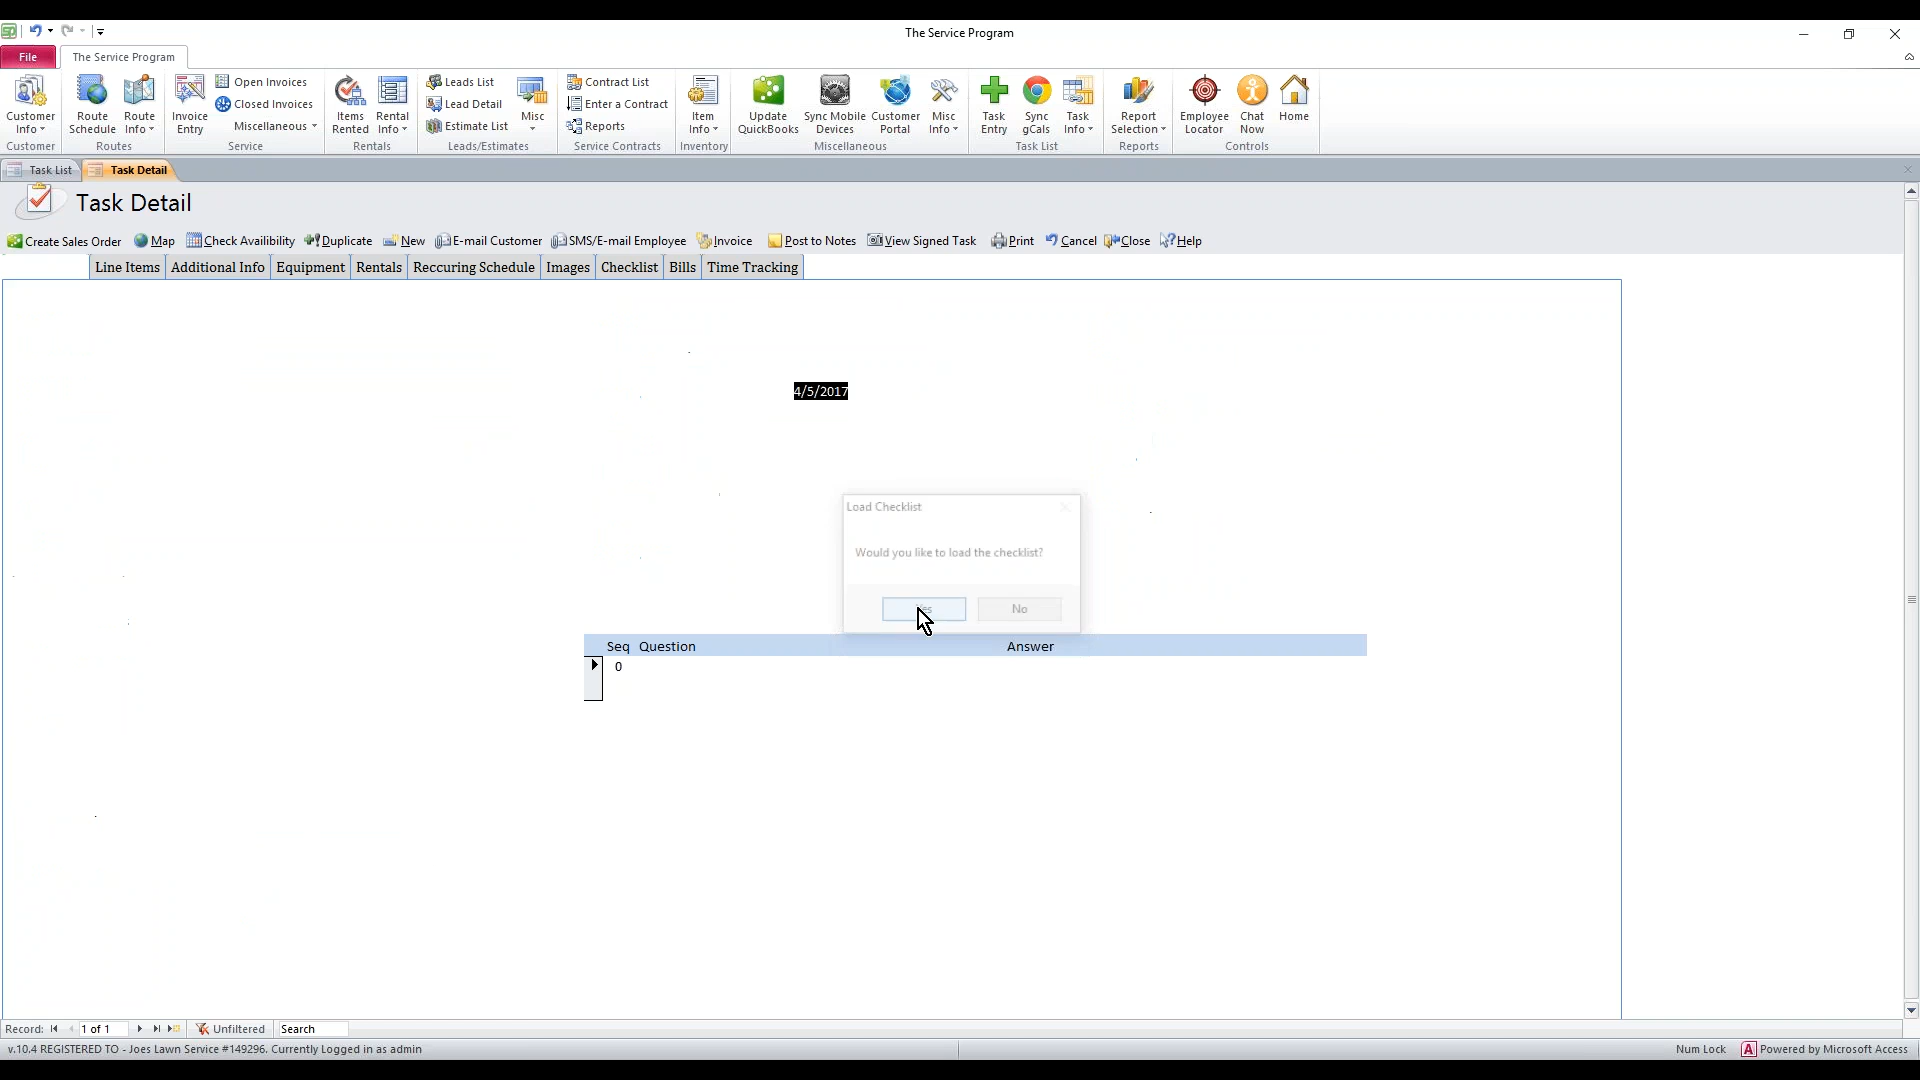 The Service Program
File
The Service Program
Customer Info
Route Schedule
Route Info
Invoice Entry
Open Invoices
Closed Invoices
Miscellaneous
Items Rented
Rental Info
Leads List
Lead Detail
Estimate List
Misc
Contract List
Enter a Contract
Reports
Item Info
Update QuickBooks
Sync Mobile Devices
Customer Portal
Misc Info
Task Entry
Sync gCals
Task Info
Report Selection
Employee Locator
Chat Now
Home
Customer
Routes
Service
Rentals
Leads/Estimates
Service Contracts
Inventory
Miscellaneous
Task List
Reports
Controls
Task List
Task Detail
Task Detail
Create Sales Order
Map
Check Availibility
Duplicate
New
E-mail Customer
SMS/E-mail Employee
Invoice
Post to Notes
View Signed Task
Print
Cancel
Close
Help
Line Items
Additional Info
Equipment
Rentals
Reccuring Schedule
Images
Checklist
Bills
Time Tracking
4/5/2017
Load Checklist
Would you like to load the checklist?
No
Seq Question Answer
0
Record: 1 of 1 Unfiltered Search
v.10.4 REGISTERED TO - Joes Lawn Service #149296. Currently Logged in as admin
Num Lock
Powered by Microsoft Access